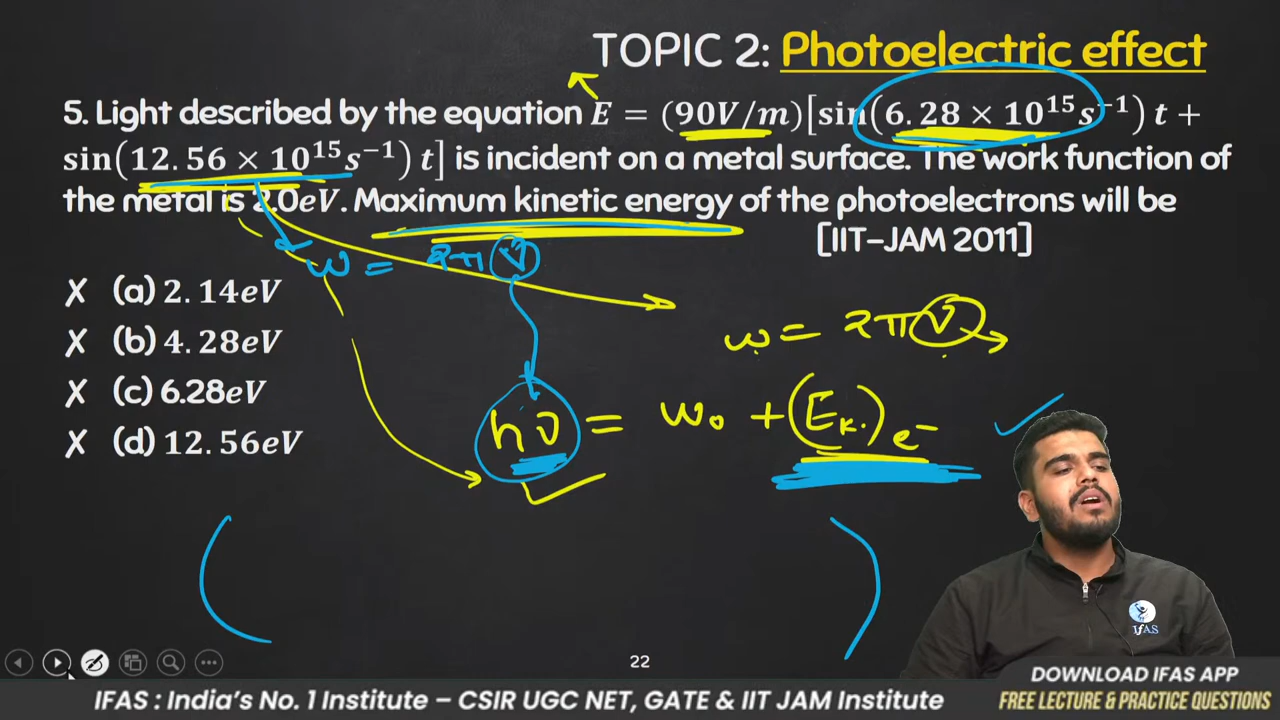 TOPIC 2: Photoelectric effect
5. Light described by the equation E = (90V/m)[sin(6.28 × 10¹⁵s⁻¹) t +
sin(12.56 × 10¹⁵s⁻¹) t] is incident on a metal surface. The work function of
the metal is 2.0eV. Maximum kinetic energy of the photoelectrons will be
[IIT-JAM 2011]
ω = 2πν
✗ (a) 2.14eV
ω = 2πν
✗ (b) 4.28eV
✗ (c) 6.28eV
hν = w₀ + (E_K.)e⁻
✗ (d) 12.56eV
IFAS
22
DOWNLOAD IFAS APP
FREE LECTURE & PRACTICE QUESTIONS
IFAS : India's No. 1 Institute – CSIR UGC NET, GATE & IIT JAM Institute